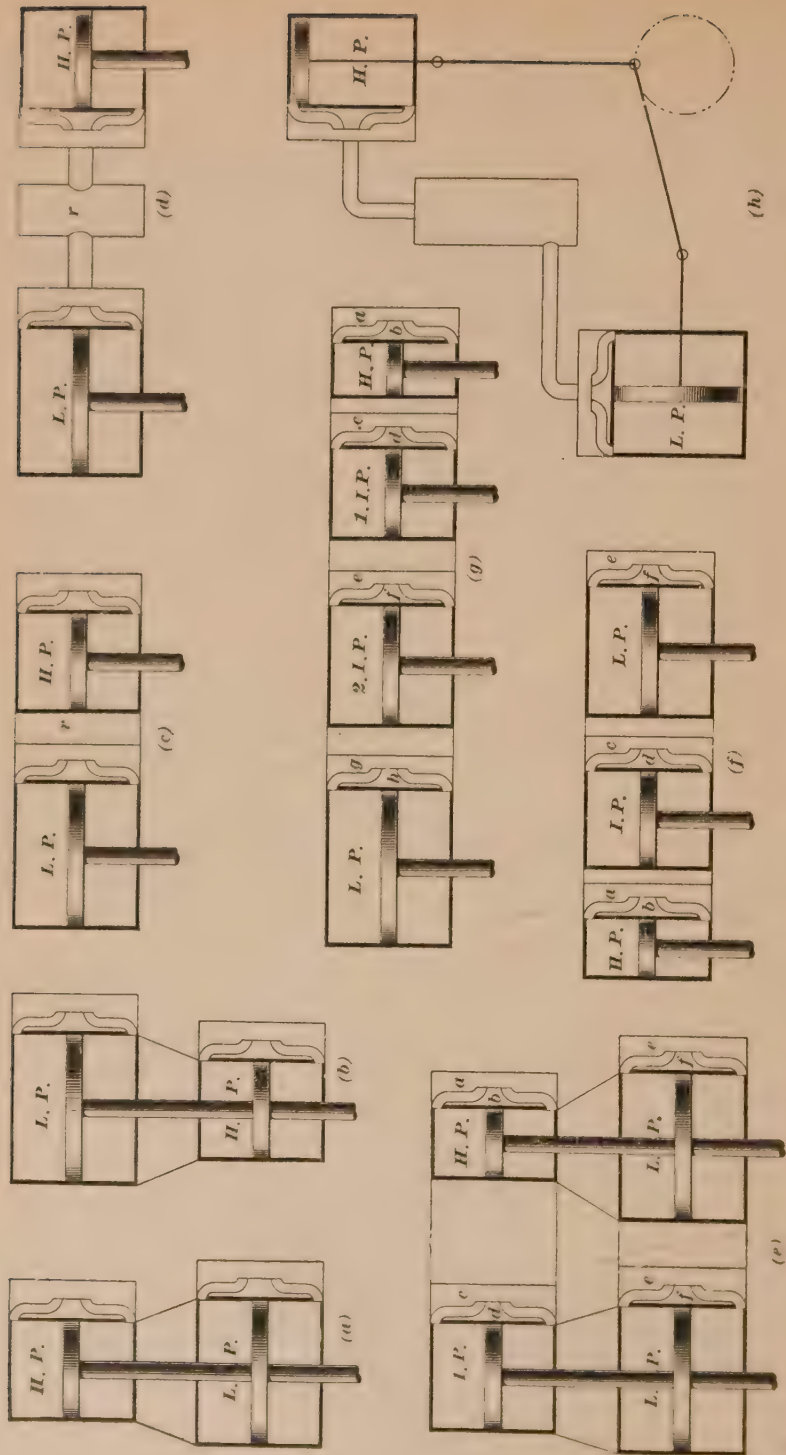 H. P.
L. P.
(a)
L. P.
H. P.
(b)
L. P.
r
H. P.
(c)
L. P.
r
H. P.
(d)
I. P.
c
d
H. P.
a
b
L. P.
e
f
L. P.
e
f
(e)
H. P.
a
b
I. P.
c
d
L. P.
e
f
(f)
L. P.
g
h
2. I. P.
e
f
1. I. P.
c
d
H. P.
a
b
(g)
H. P.
L. P.
(h)